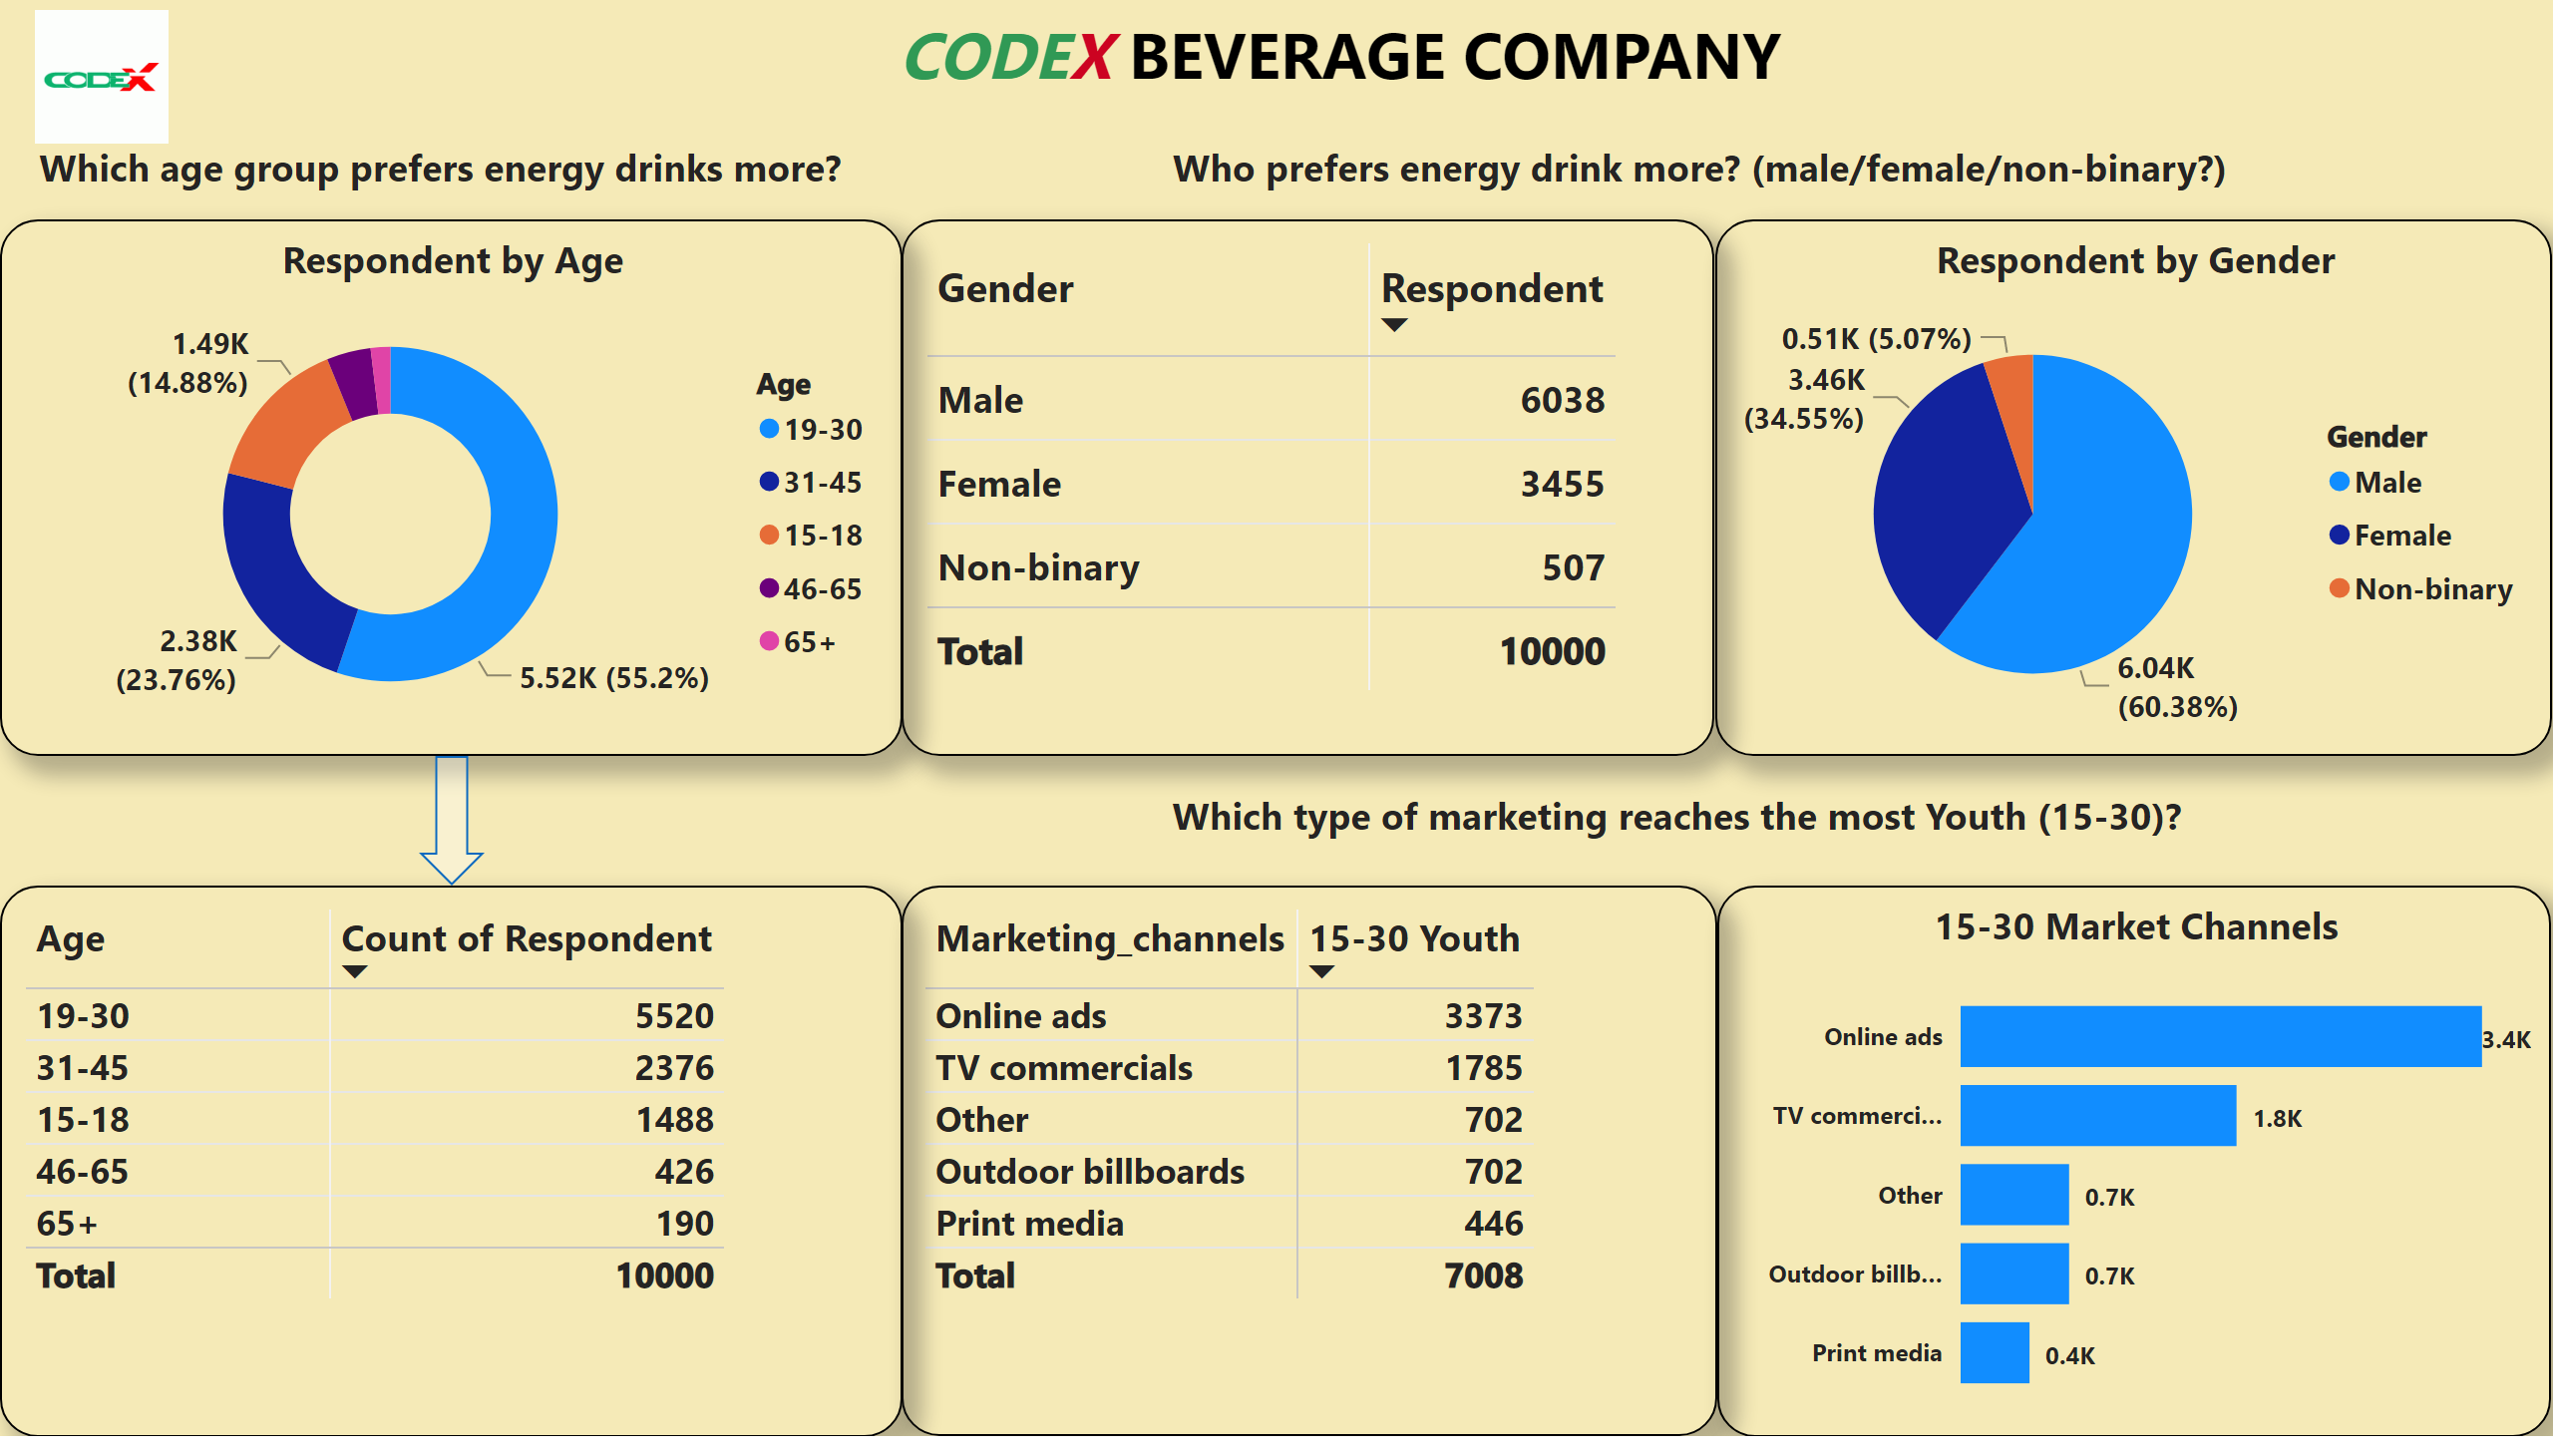 CODEX
CODEX BEVERAGE COMPANY
Which age group prefers energy drinks more?
Who prefers energy drink more? (male/female/non-binary?)
Respondent by Age
1.49K
(14.88%)
2.38K
(23.76%)
5.52K (55.2%)
Age
19-30
31-45
15-18
46-65
65+
Gender Respondent
Male 6038
Female 3455
Non-binary 507
Total 10000
Respondent by Gender
0.51K (5.07%)
3.46K
(34.55%)
6.04K
(60.38%)
Gender
Male
Female
Non-binary
Which type of marketing reaches the most Youth (15-30)?
Age Count of Respondent
19-30 5520
31-45 2376
15-18 1488
46-65 426
65+ 190
Total 10000
Marketing_channels 15-30 Youth
Online ads 3373
TV commercials 1785
Other 702
Outdoor billboards 702
Print media 446
Total 7008
15-30 Market Channels
Online ads 3.4K
TV commerci... 1.8K
Other 0.7K
Outdoor billb... 0.7K
Print media 0.4K